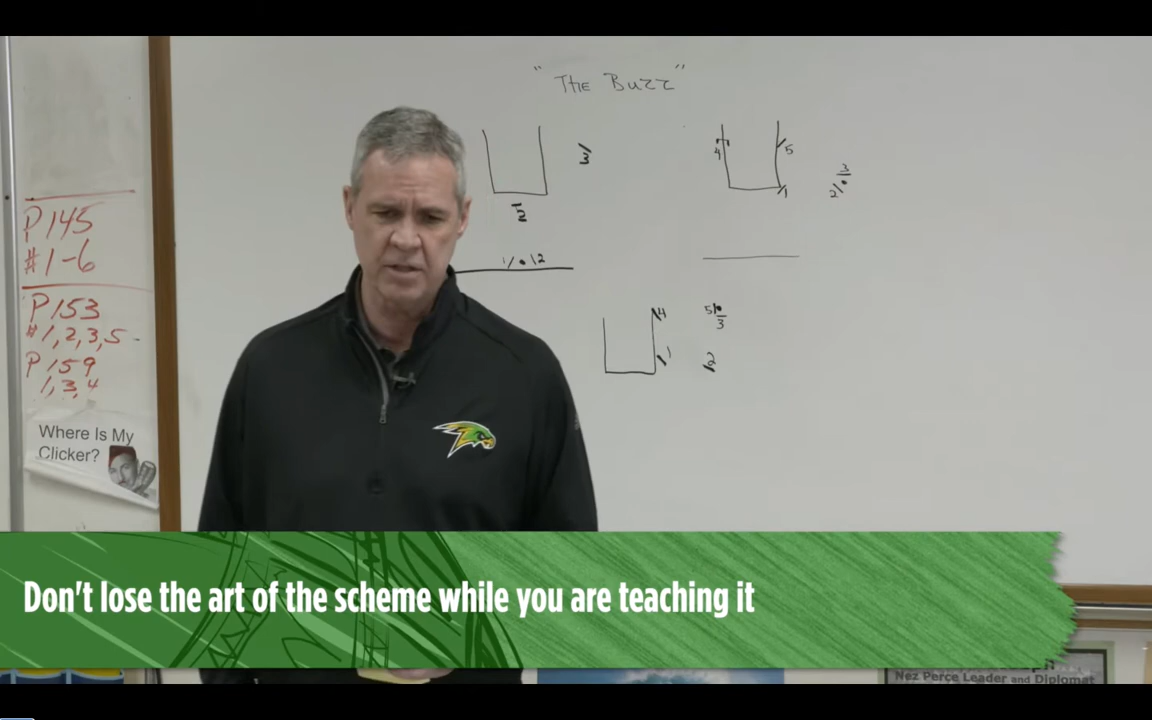 "The Buzz"
P145
#1-6
P153
#1,2,3,5
P159
1,3,4
Where Is My
Clicker?
3
2
1
12
4
5
1
3
2
4
1
5
3
2
Don't lose the art of the scheme while you are teaching it
Nez Perce Leader and Diplomat